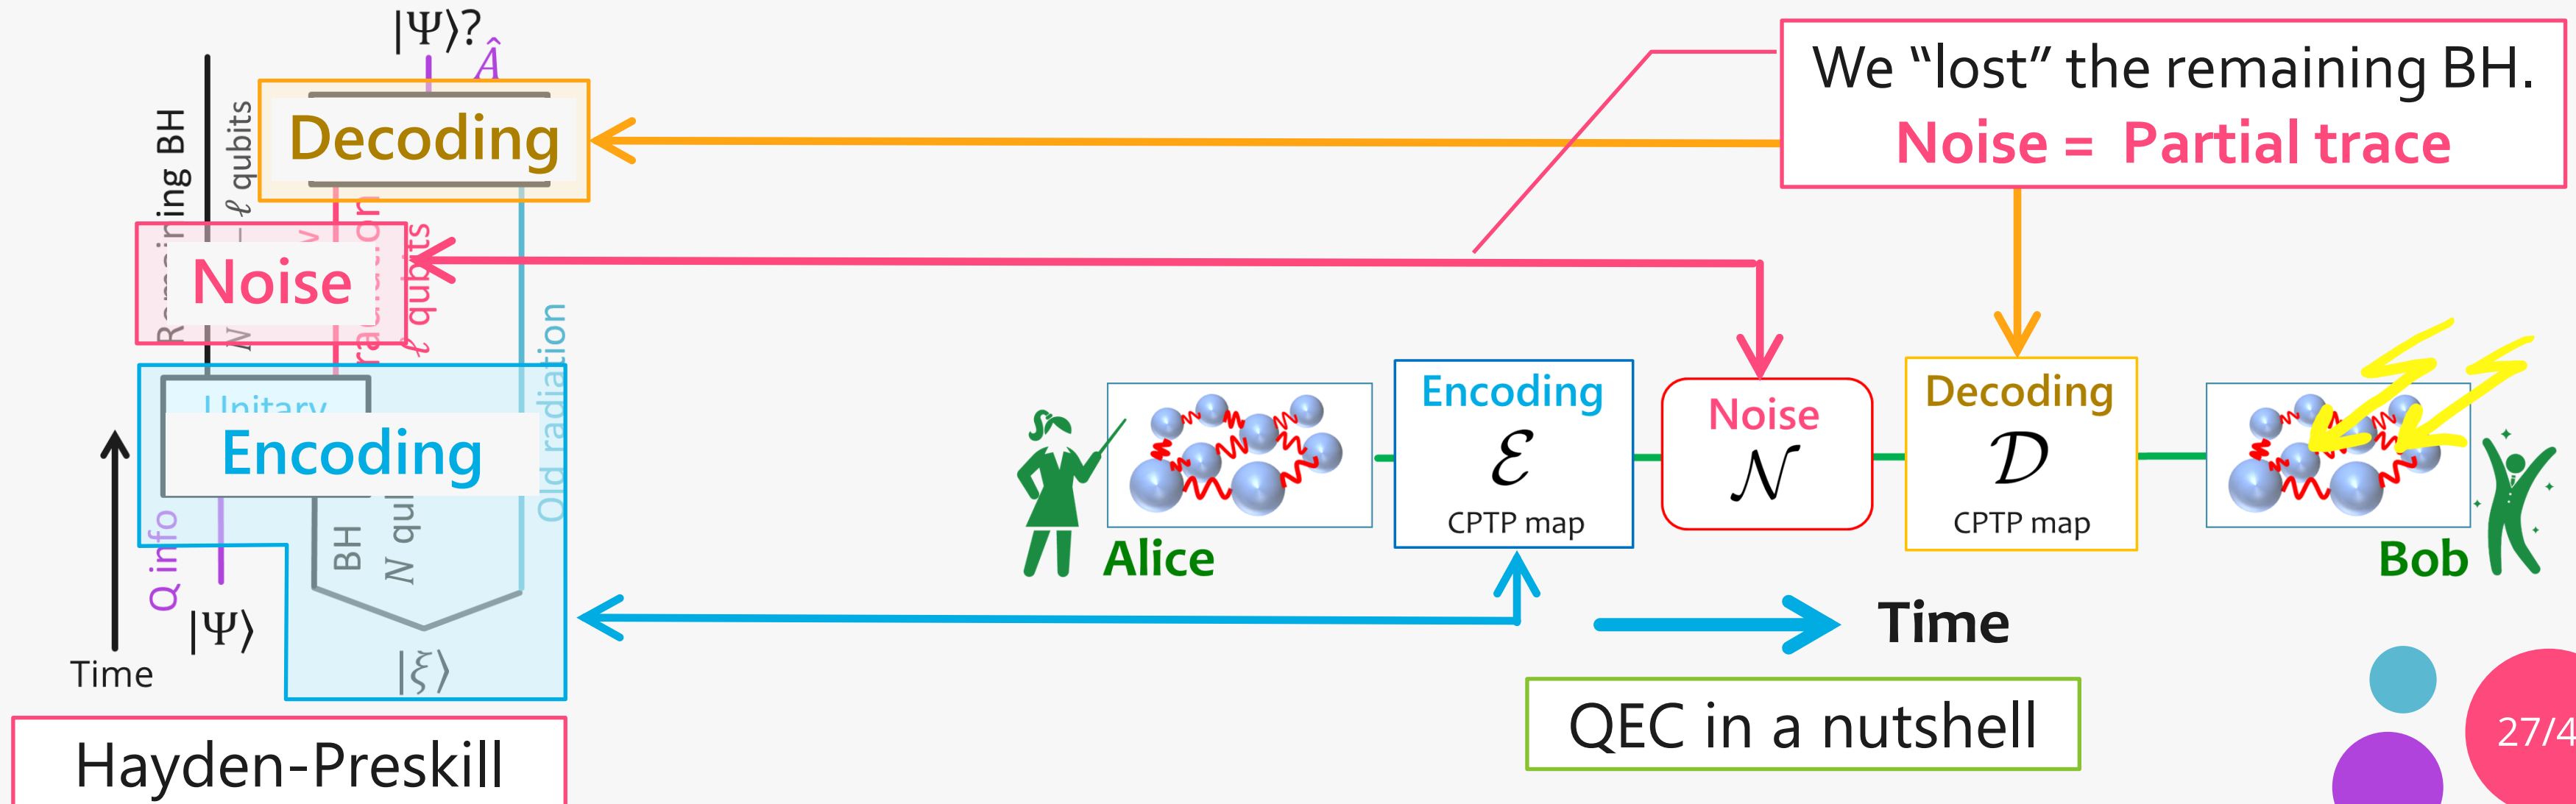 |Ψ⟩?
Â
Decoding
Remaining BH
ℓ qubits
Noise
radiation
ℓ qubits
Old radiation
Unitary
Encoding
Q info
BH
N
|Ψ⟩
|ξ⟩
Time
Hayden-Preskill
We “lost” the remaining BH.
Noise = Partial trace
Alice
Encoding
ℰ
CPTP map
Noise
𝒩
Decoding
𝒟
CPTP map
Bob
Time
QEC in a nutshell
27/4